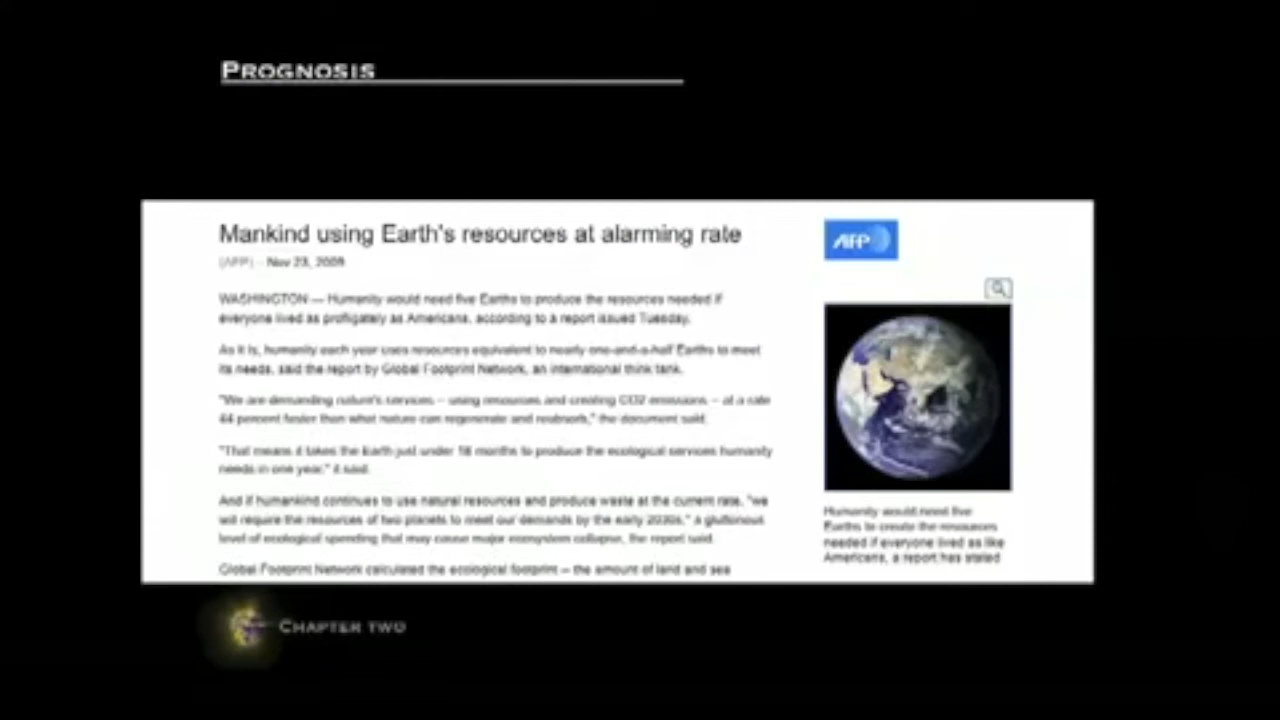 PROGNOSIS
Mankind using Earth's resources at alarming rate
(AFP) – Nov 23, 2009
WASHINGTON — Humanity would need five Earths to produce the resources needed if
everyone lived as profligately as Americans, according to a report issued Tuesday.
As it is, humanity each year uses resources equivalent to nearly one-and-a-half Earths to meet
its needs, said the report by Global Footprint Network, an international think tank.
"We are demanding nature's services – using resources and creating CO2 emissions – at a rate
44 percent faster than what nature can regenerate and reabsorb," the document said.
"That means it takes the Earth just under 18 months to produce the ecological services humanity
needs in one year," it said.
And if humankind continues to use natural resources and produce waste at the current rate, "we
will require the resources of two planets to meet our demands by the early 2030s," a gluttonous
level of ecological spending that may cause major ecosystem collapse, the report said.
Global Footprint Network calculated the ecological footprint – the amount of land and sea
AFP
Humanity would need five
Earths to create the resources
needed if everyone lived as like
Americans, a report has stated
CHAPTER TWO